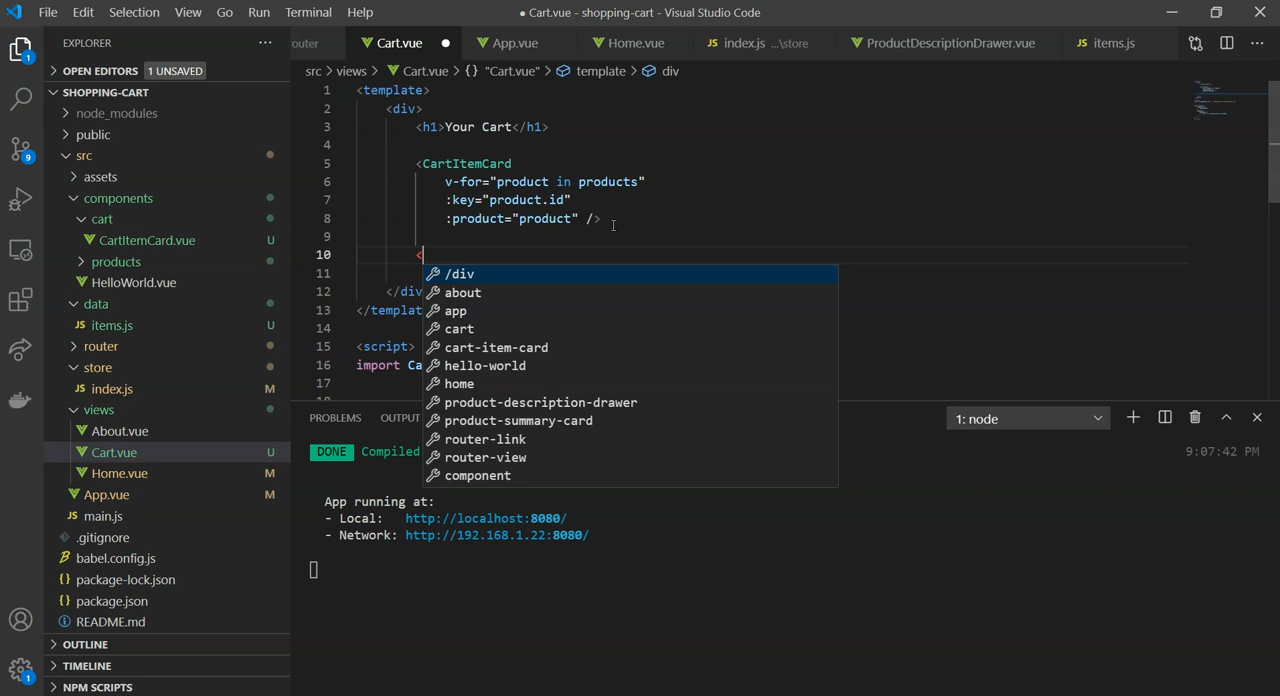 File Edit Selection View Go Run Terminal Help
● Cart.vue - shopping-cart - Visual Studio Code
EXPLORER
OPEN EDITORS 1 UNSAVED
SHOPPING-CART
node_modules
public
src
assets
components
cart
CartItemCard.vue U
products
HelloWorld.vue
data
items.js U
router
store
index.js M
views
About.vue
Cart.vue U
Home.vue M
App.vue M
main.js
.gitignore
babel.config.js
package-lock.json
package.json
README.md
OUTLINE
TIMELINE
NPM SCRIPTS
1
9
1
router Cart.vue ● App.vue Home.vue JS index.js ...\store ProductDescriptionDrawer.vue JS items.js
src > views > Cart.vue > {} "Cart.vue" > template > div
1 <template>
2 <div>
3 <h1>Your Cart</h1>
4
5 <CartItemCard
6 v-for="product in products"
7 :key="product.id"
8 :product="product" />
9
10 <
11
12 </div
13 </templat
14
15 <script>
16 import Ca
17
18
/div
about
app
cart
cart-item-card
hello-world
home
product-description-drawer
product-summary-card
router-link
router-view
component
PROBLEMS OUTPUT 1: node
DONE Compiled 9:07:42 PM
App running at:
- Local: http://localhost:8080/
- Network: http://192.168.1.22:8080/